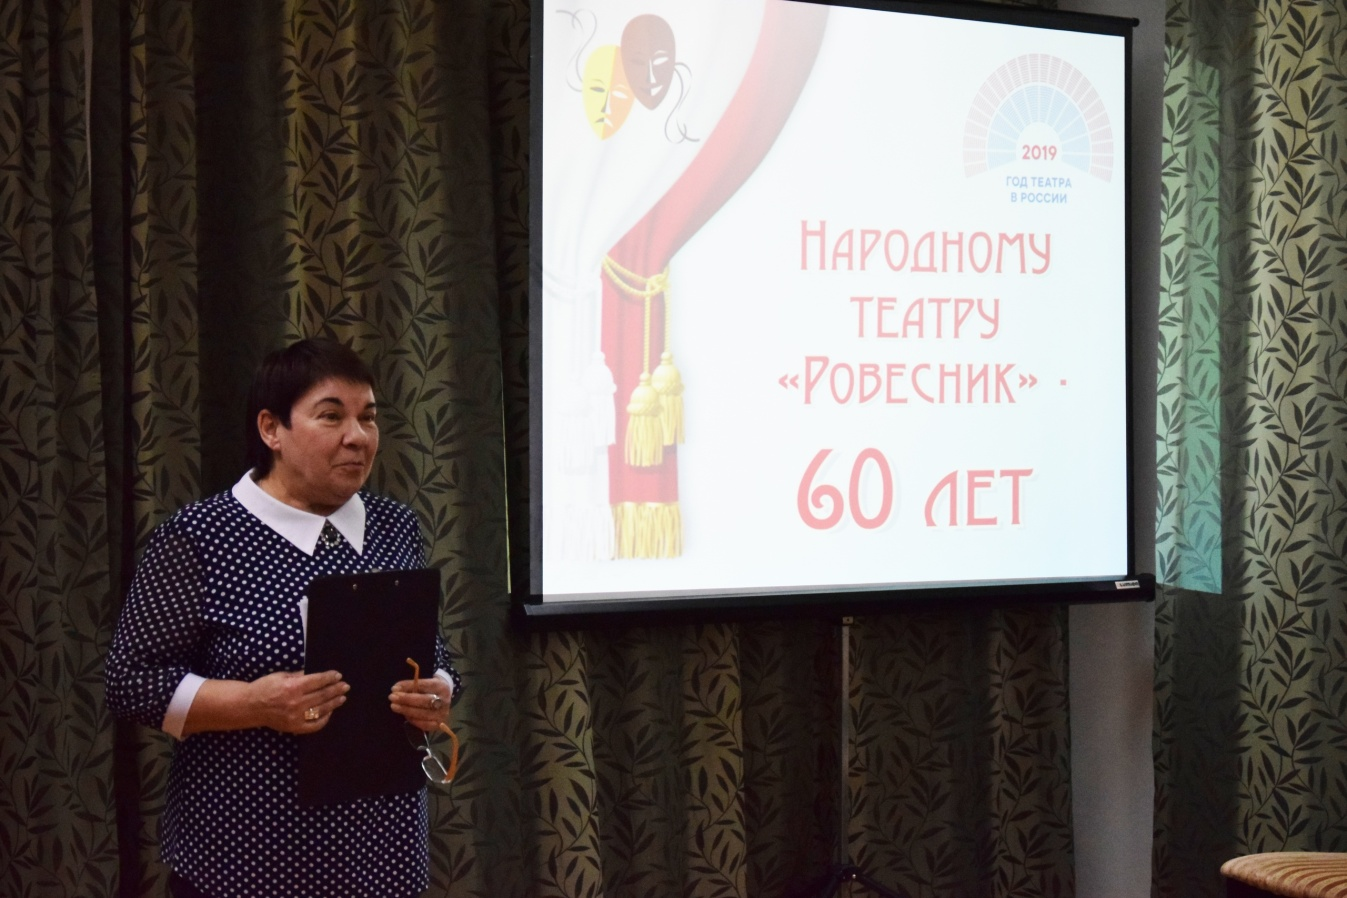 2019
ГОД ТЕАТРА
В РОССИИ
НАРОДНОМУ
ТЕАТРУ
«РОВЕСНИК» -
60 ЛЕТ